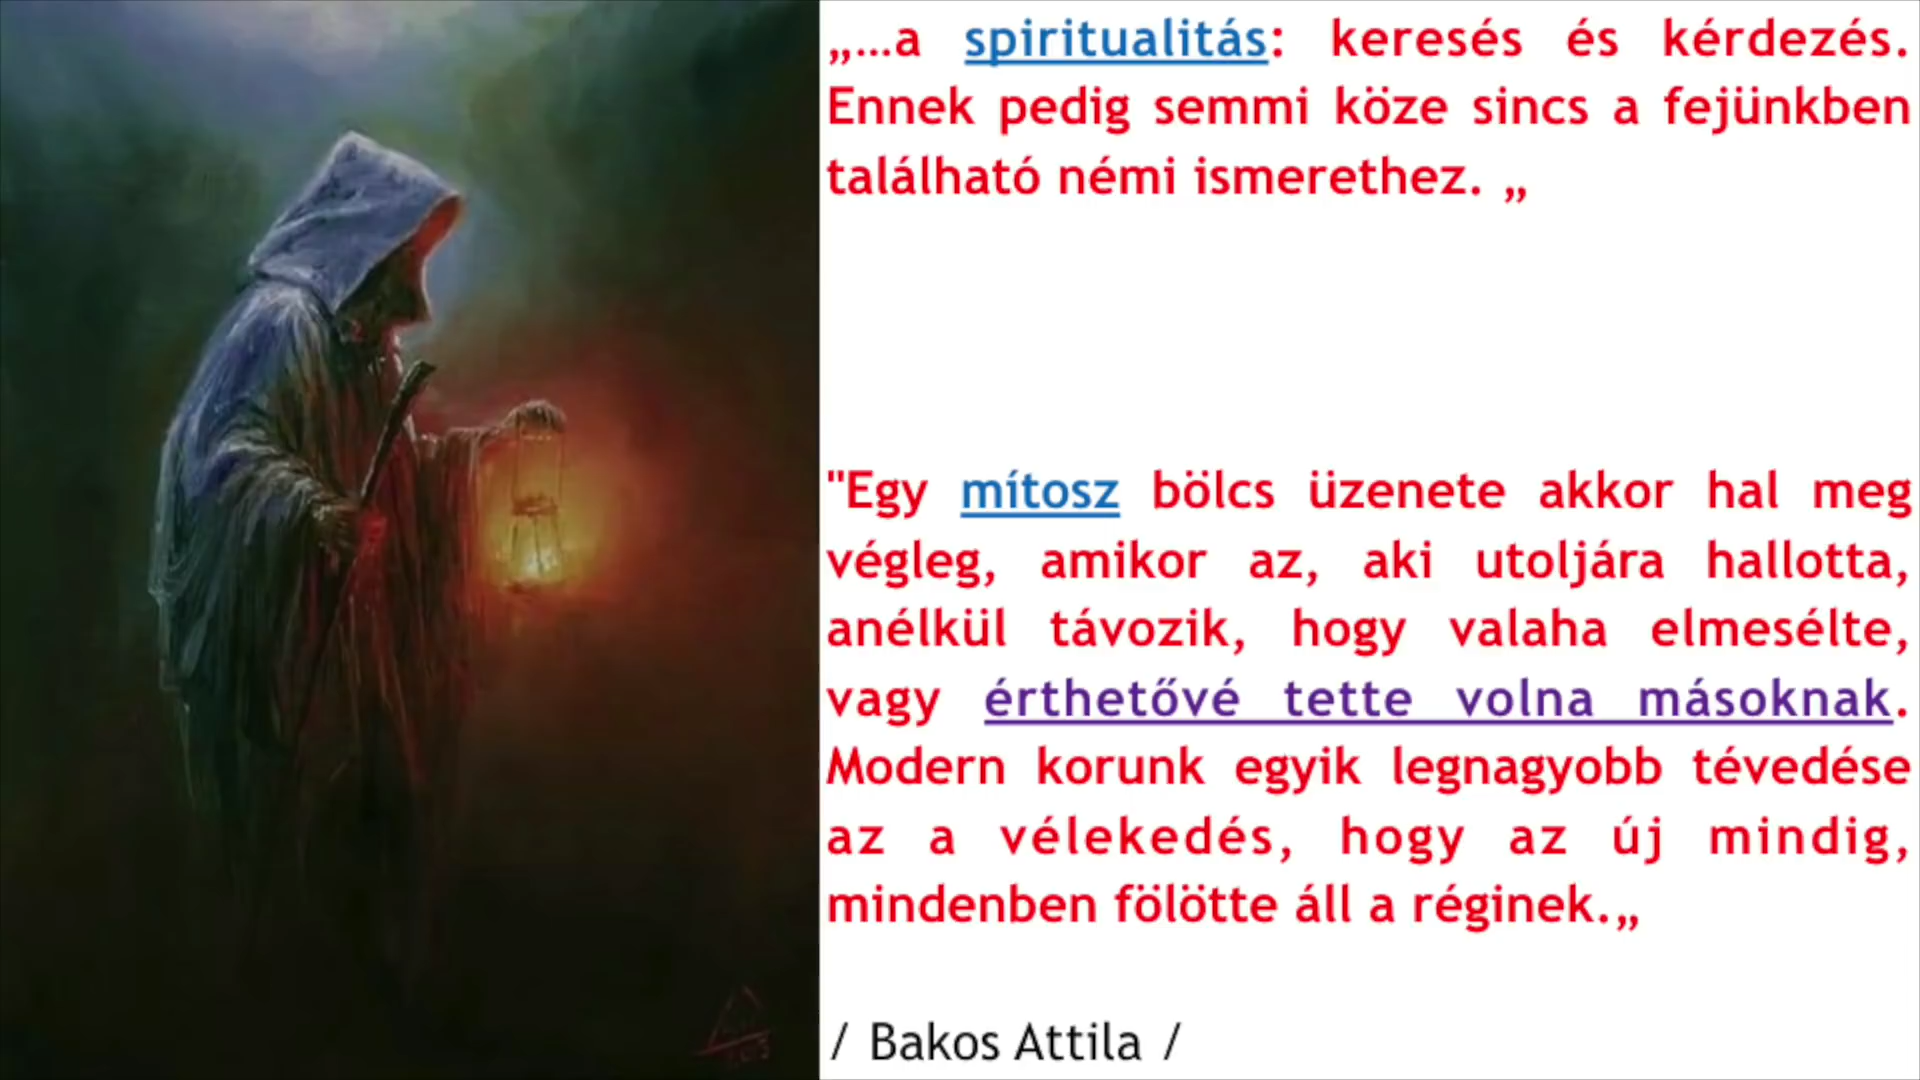 „...a spiritualitás: keresés és kérdezés.
Ennek pedig semmi köze sincs a fejünkben
található némi ismerethez. „
"Egy mítosz bölcs üzenete akkor hal meg
végleg, amikor az, aki utoljára hallotta,
anélkül távozik, hogy valaha elmesélte,
vagy érthetővé tette volna másoknak.
Modern korunk egyik legnagyobb tévedése
az a vélekedés, hogy az új mindig,
mindenben fölötte áll a réginek.„
/ Bakos Attila /